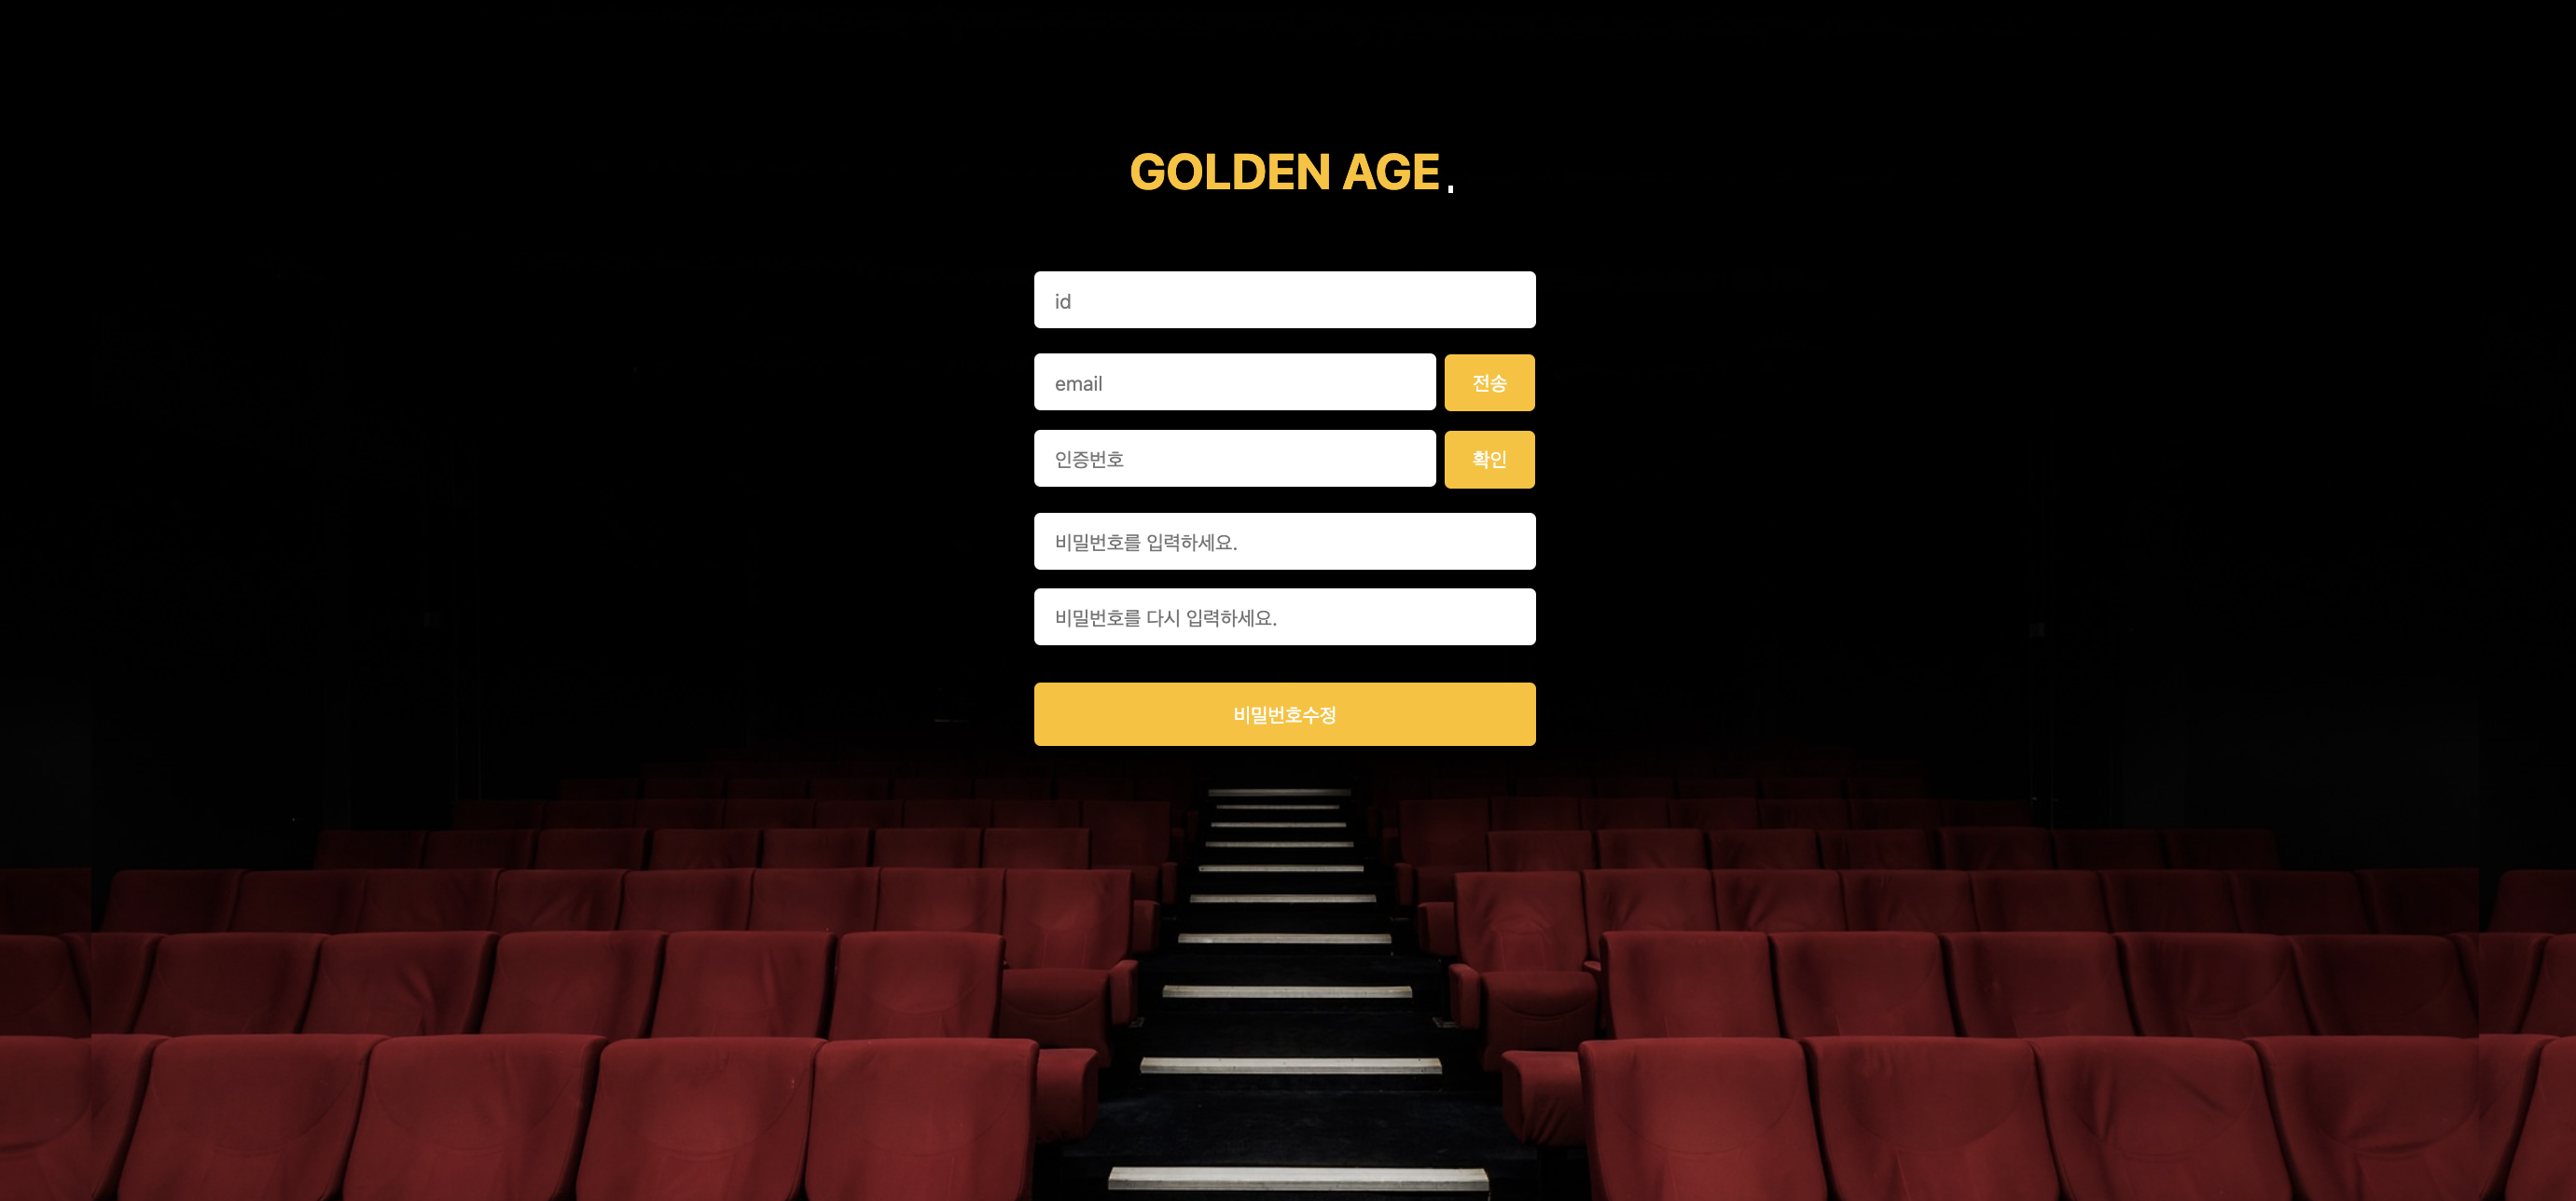 GOLDEN AGE.
id
email
전송
인증번호
확인
비밀번호를 입력하세요.
비밀번호를 다시 입력하세요.
비밀번호수정